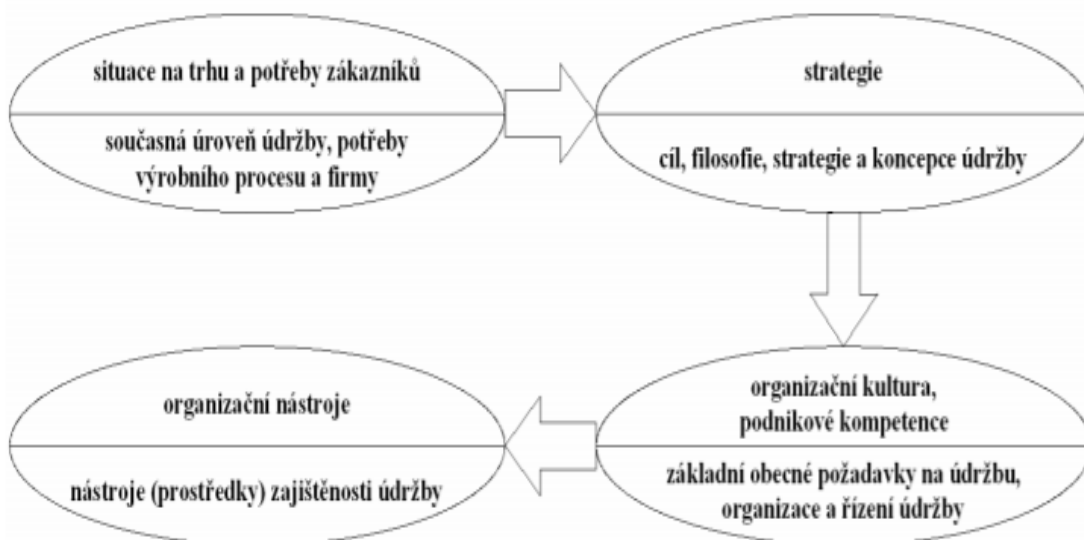 situace na trhu a potřeby zákazníků
současná úroveň údržby, potřeby
výrobního procesu a firmy
strategie
cíl, filosofie, strategie a koncepce údržby
organizační nástroje
nástroje (prostředky) zajištěnosti údržby
organizační kultura,
podnikové kompetence
základní obecné požadavky na údržbu,
organizace a řízení údržby